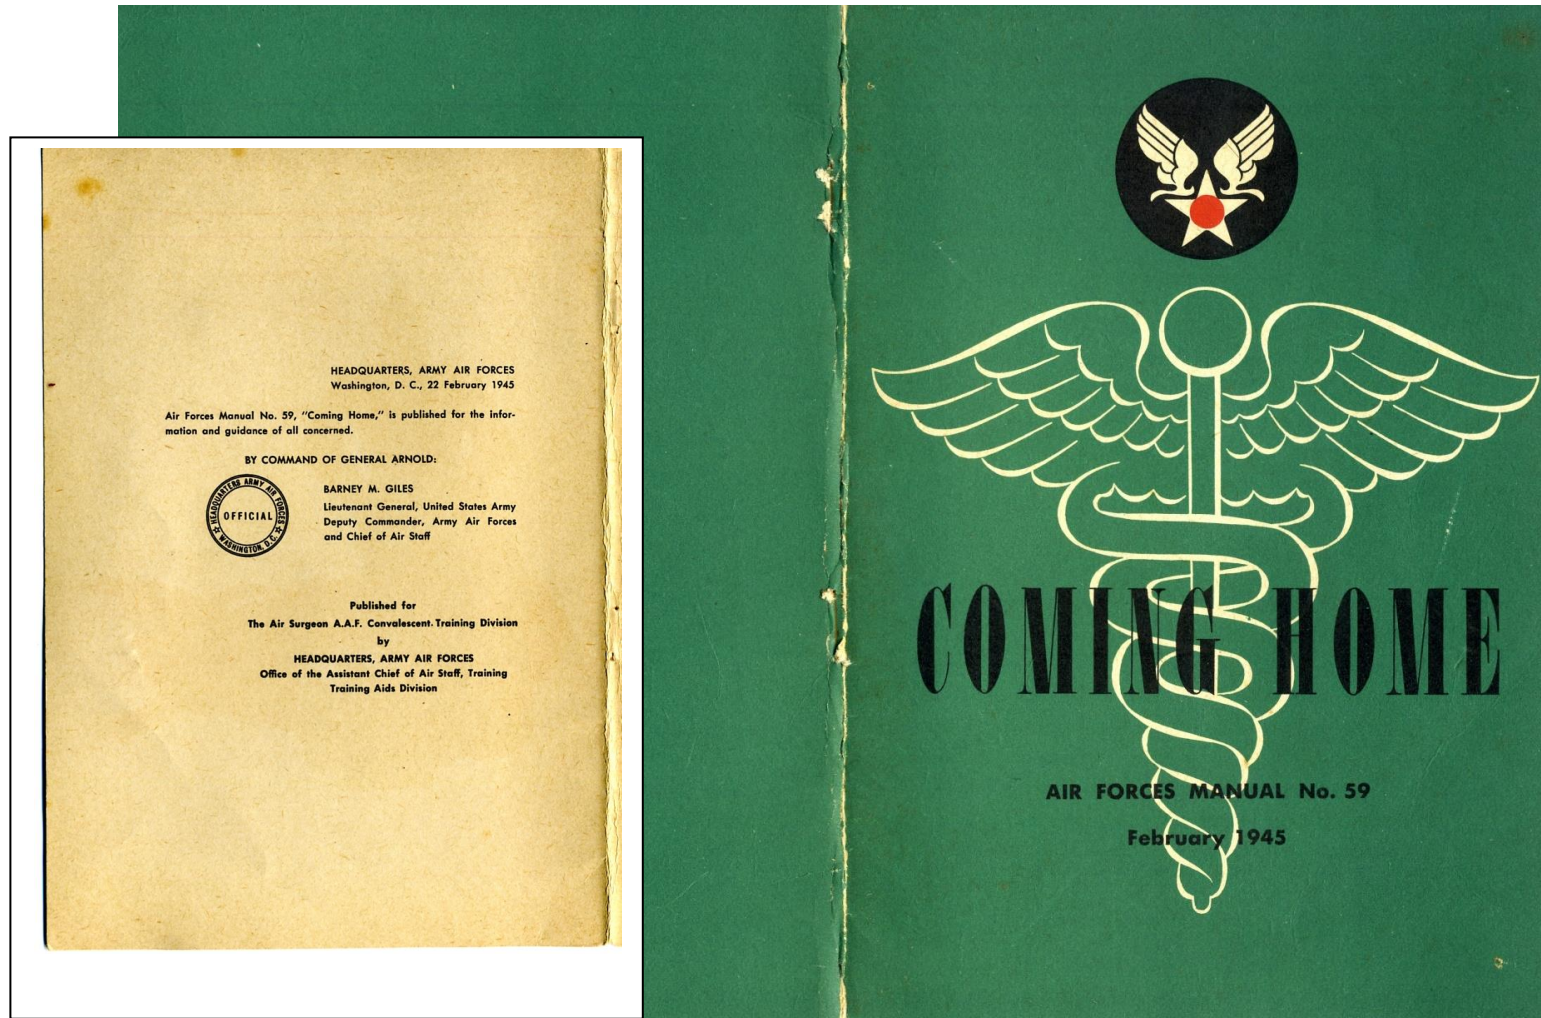 HEADQUARTERS, ARMY AIR FORCES
Washington, D. C., 22 February 1945
Air Forces Manual No. 59, "Coming Home," is published for the infor-
mation and guidance of all concerned.
BY COMMAND OF GENERAL ARNOLD:
HEADQUARTERS ARMY AIR FORCES
OFFICIAL
WASHINGTON, D.C.
BARNEY M. GILES
Lieutenant General, United States Army
Deputy Commander, Army Air Forces
and Chief of Air Staff
Published for
The Air Surgeon A.A.F. Convalescent Training Division
by
HEADQUARTERS, ARMY AIR FORCES
Office of the Assistant Chief of Air Staff, Training
Training Aids Division
COMING HOME
AIR FORCES MANUAL No. 59
February 1945